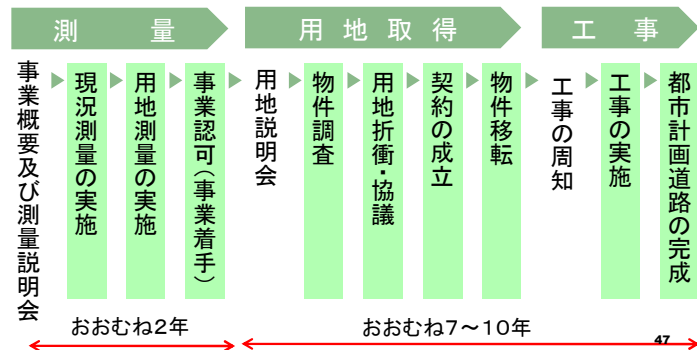 測量
用地取得
工事
事業概要及び測量説明会
現況測量の実施
用地測量の実施
事業認可(事業着手)
用地説明会
物件調査
用地折衝・協議
契約の成立
物件移転
工事の周知
工事の実施
都市計画道路の完成
おおむね2年
おおむね7～10年
47